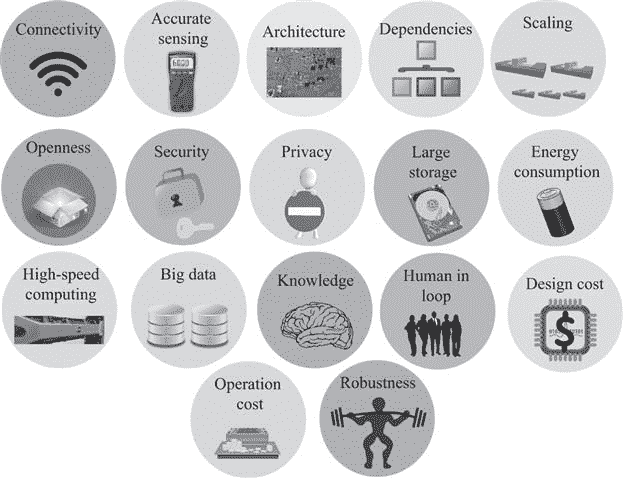 Connectivity
Accurate
sensing
Architecture
Dependencies
Scaling
Openness
Security
Privacy
Large
storage
Energy
consumption
High-speed
computing
Big data
Knowledge
Human in
loop
Design cost
Operation
cost
Robustness